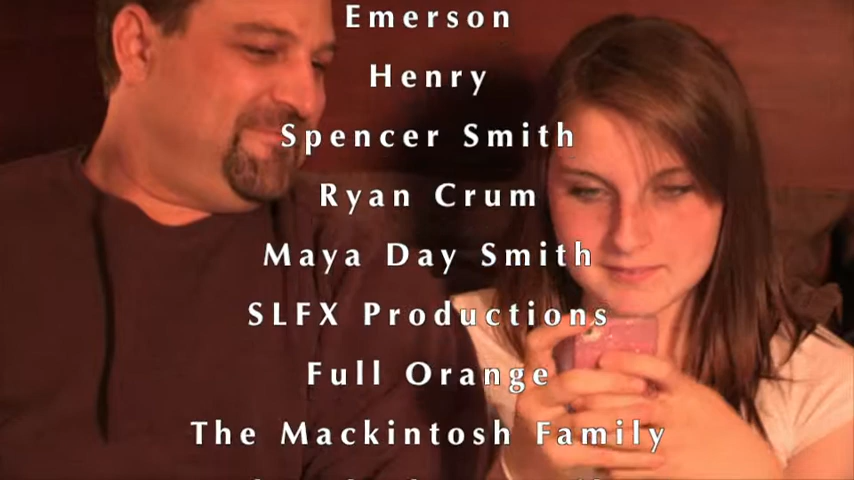 Emerson
Henry
Spencer Smith
Ryan Crum
Maya Day Smith
SLFX Productions
Full Orange
The Mackintosh Family